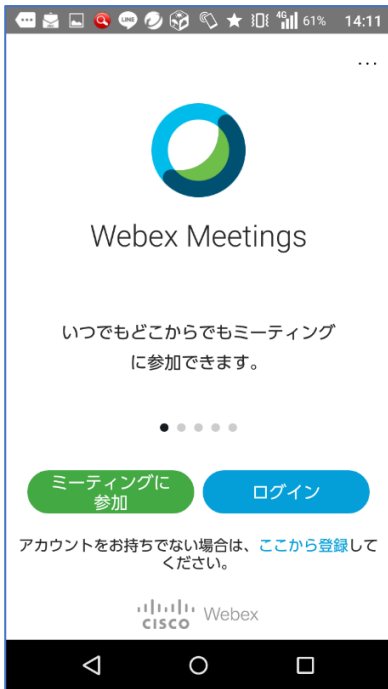 LINE 4G 61% 14:11
...
Webex Meetings
いつでもどこからでもミーティング
に参加できます。
ミーティングに
参加
ログイン
アカウントをお持ちでない場合は、ここから登録して
ください。
CISCO Webex